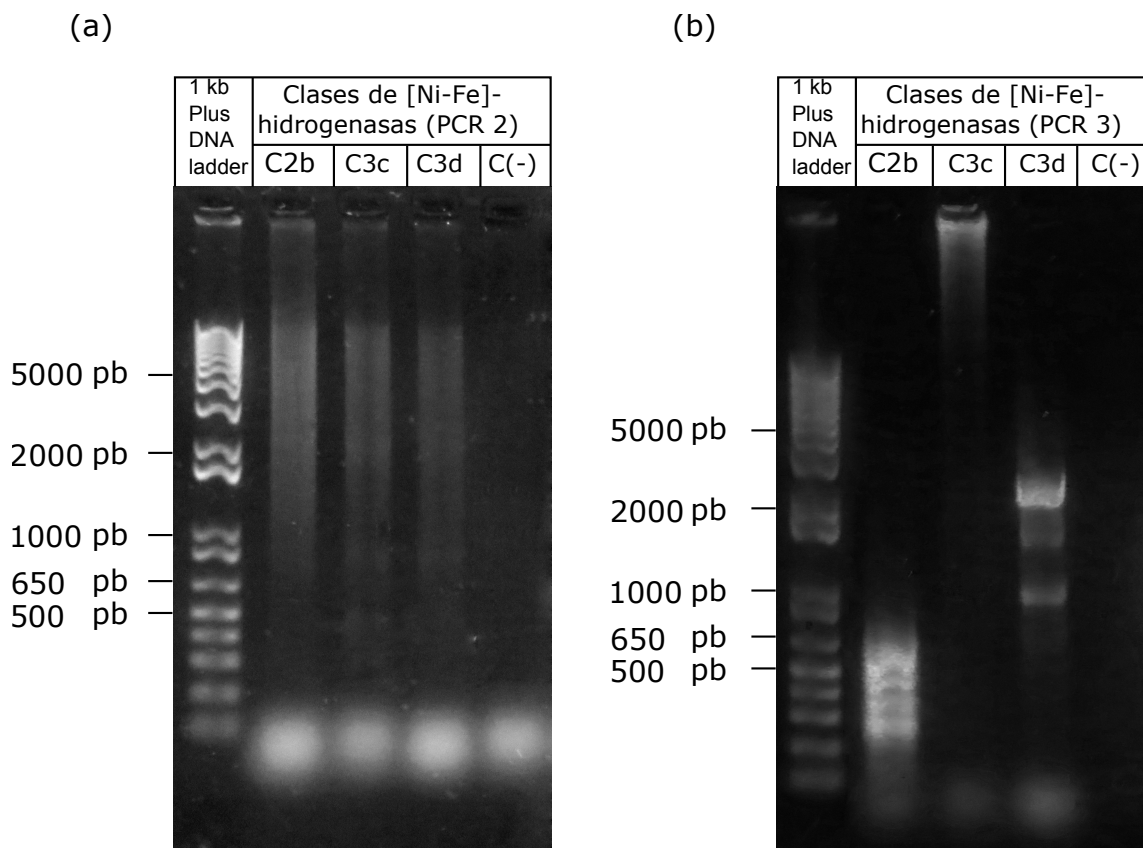 (a)
1 kb
Plus
DNA
ladder
Clases de [Ni-Fe]-
hidrogenasas (PCR 2)
C2b C3c C3d C(-)
5000 pb
2000 pb
1000 pb
650 pb
500 pb
(b)
1 kb
Plus
DNA
ladder
Clases de [Ni-Fe]-
hidrogenasas (PCR 3)
C2b C3c C3d C(-)
5000 pb
2000 pb
1000 pb
650 pb
500 pb